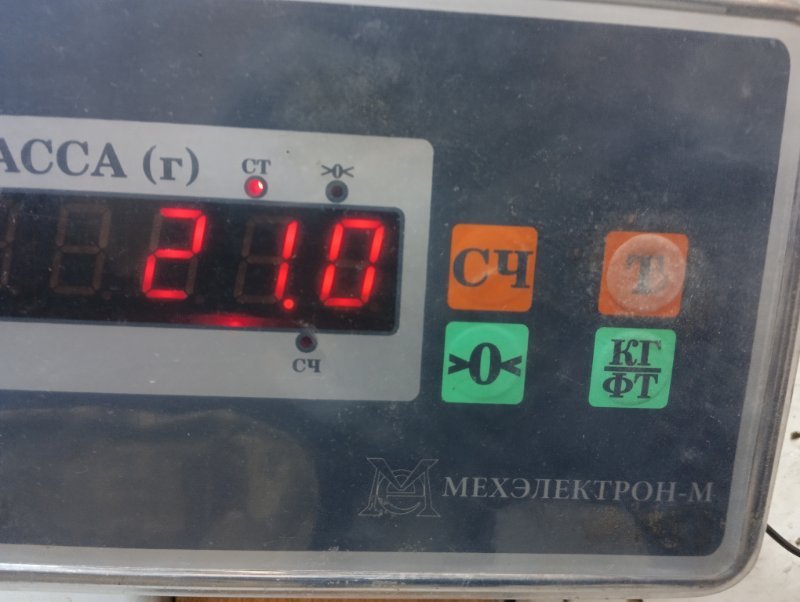 АССА (г)
СТ
>0<
21.0
СЧ
СЧ
Т
>0<
КГ
ФТ
МЕХЭЛЕКТРОН-М